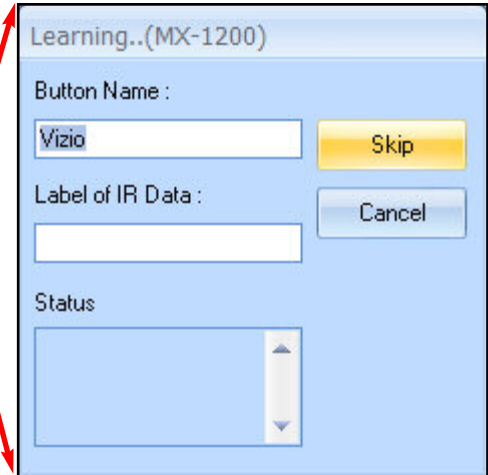 Learning..(MX-1200)
Button Name :
Vizio
Skip
Label of IR Data :
Cancel
Status